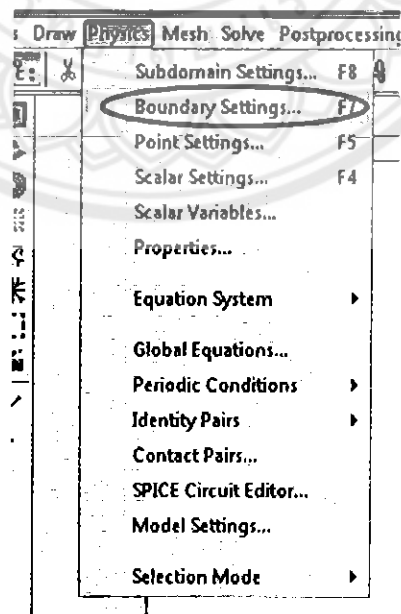 Draw Physics Mesh Solve Postprocessing
Subdomain Settings... F8
Boundary Settings... F7
Point Settings... F5
Scalar Settings... F4
Scalar Variables...
Properties...
Equation System
Global Equations...
Periodic Conditions
Identity Pairs
Contact Pairs...
SPICE Circuit Editor...
Model Settings...
Selection Mode